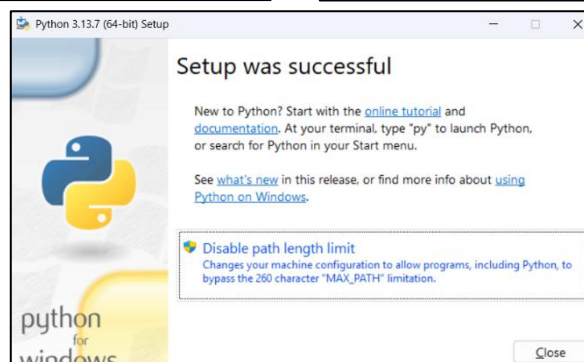 Python 3.13.7 (64-bit) Setup
Setup was successful
New to Python? Start with the online tutorial and
documentation. At your terminal, type "py" to launch Python,
or search for Python in your Start menu.
See what's new in this release, or find more info about using
Python on Windows.
Disable path length limit
Changes your machine configuration to allow programs, including Python, to
bypass the 260 character "MAX_PATH" limitation.
python
for
windows
Close